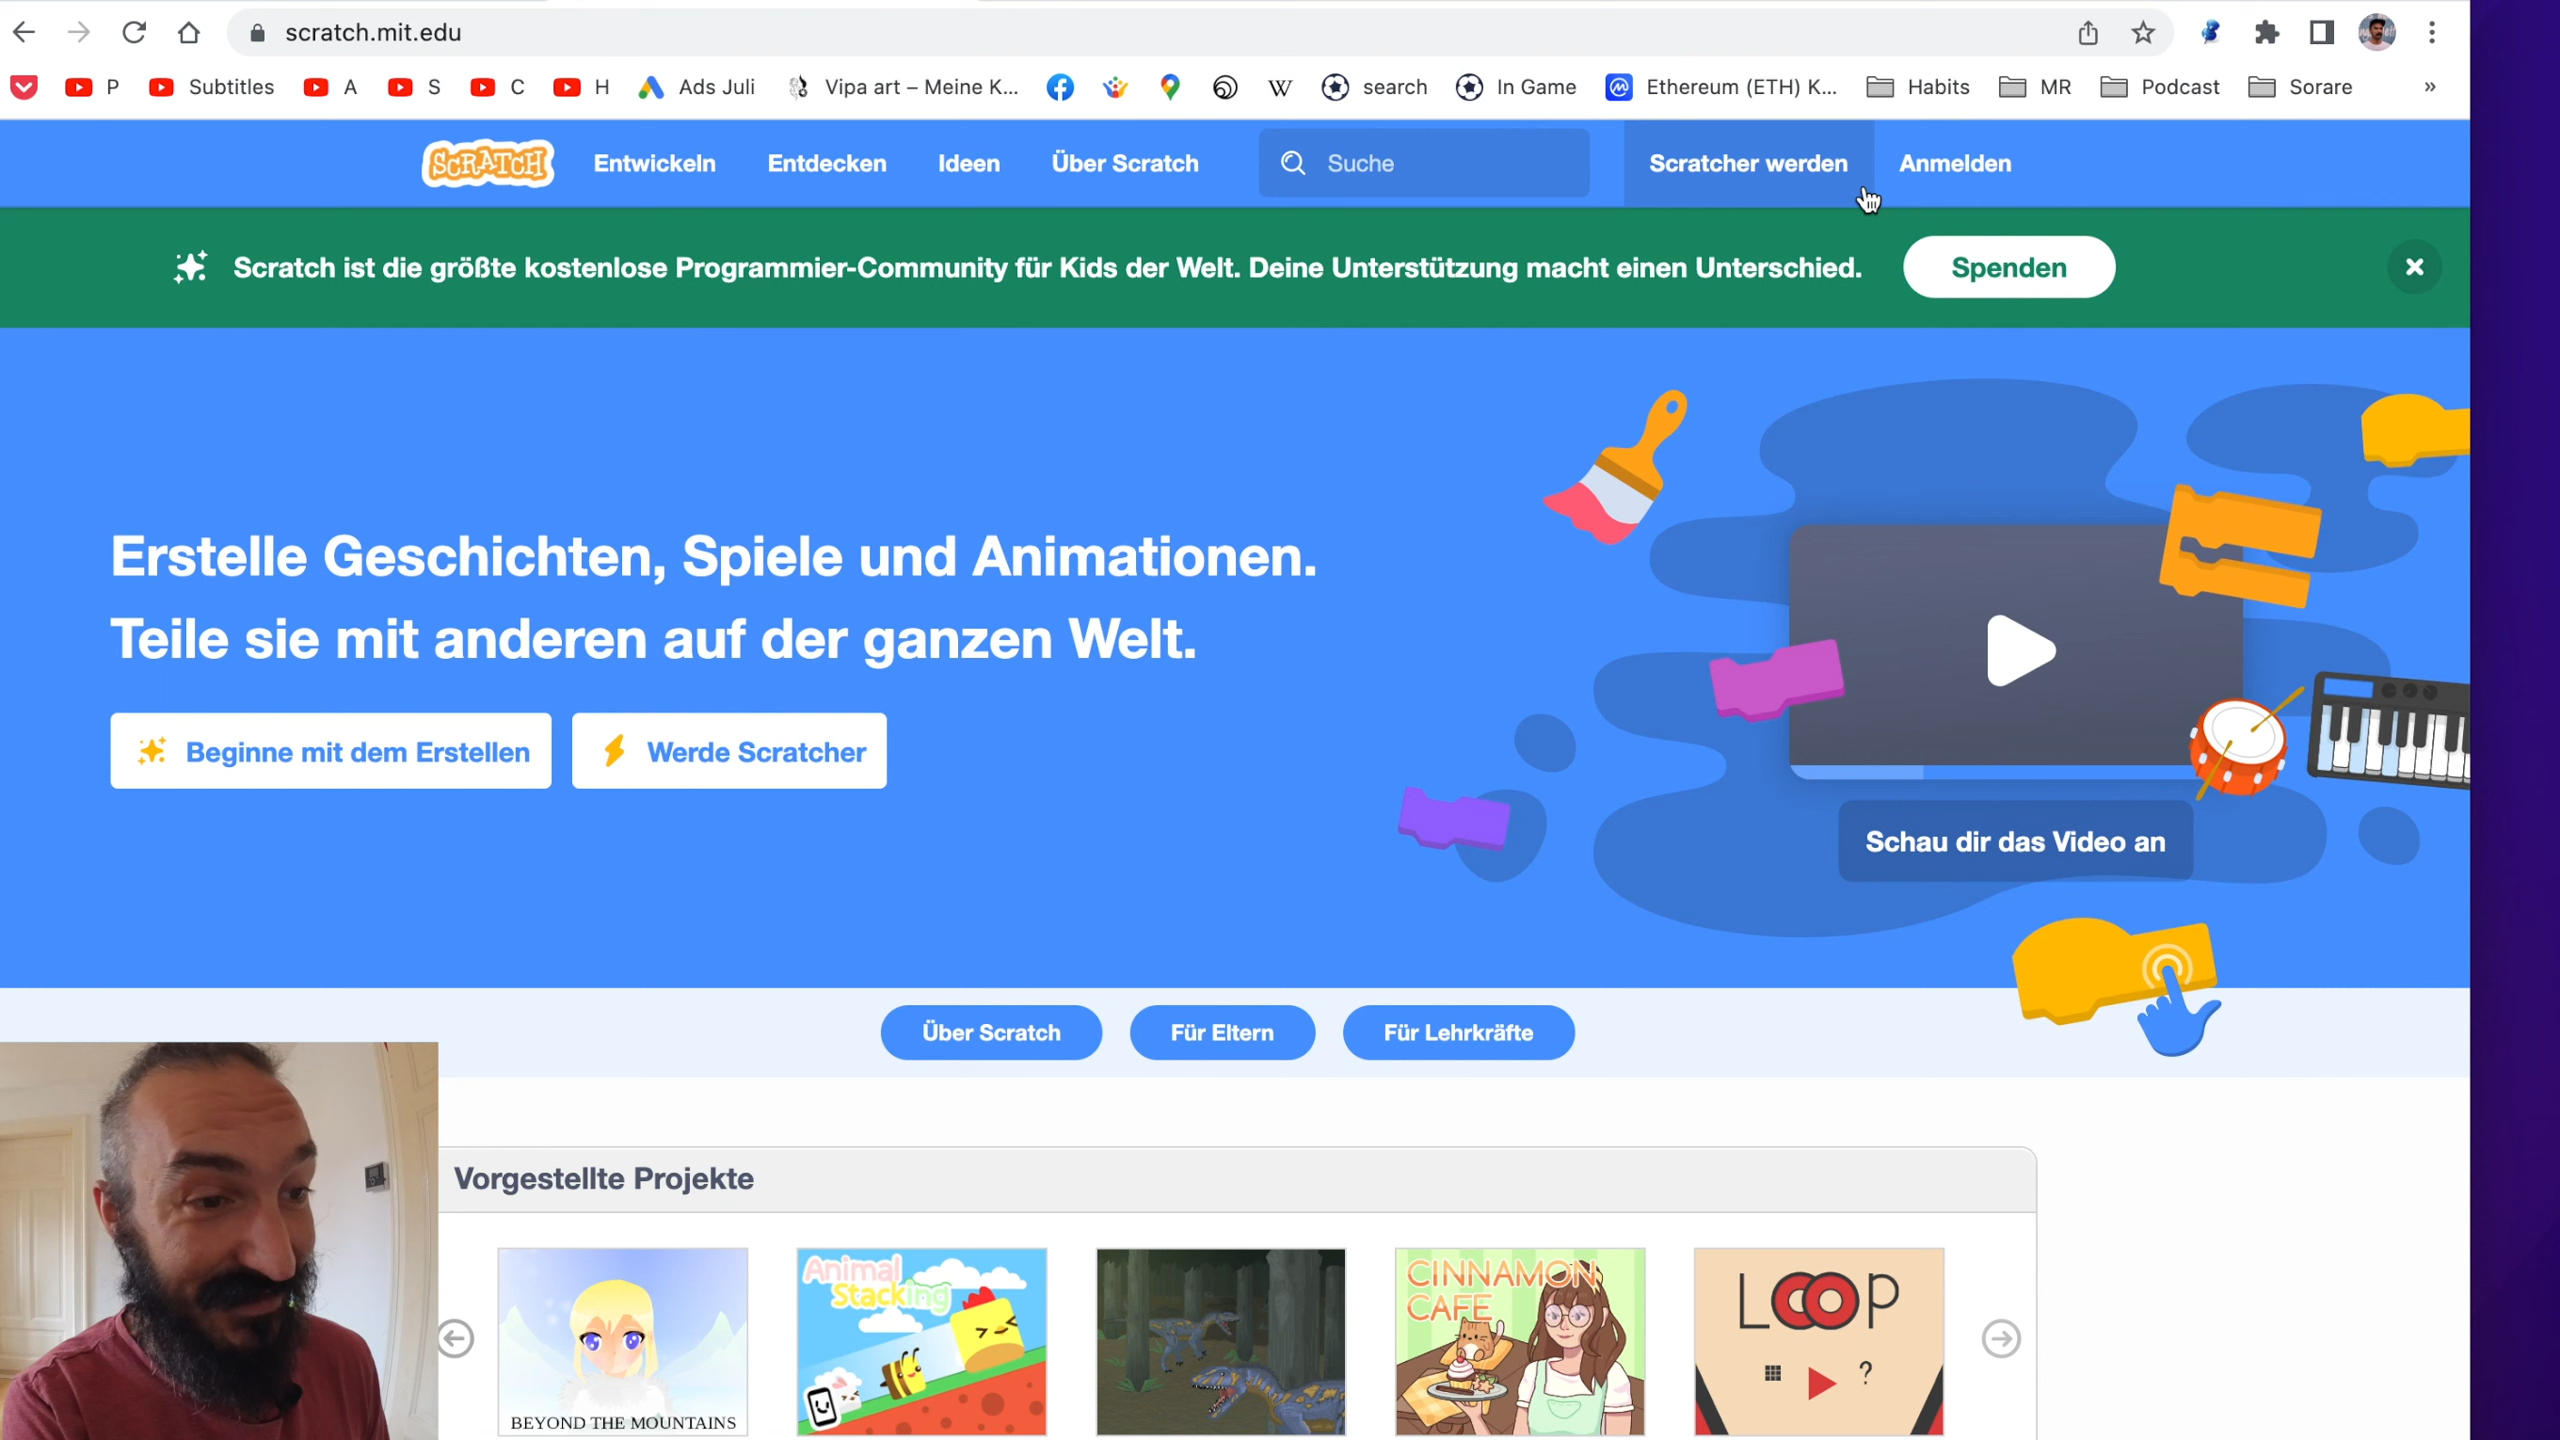 scratch.mit.edu
P Subtitles A S C H Ads Juli Vipa art – Meine K... W search In Game Ethereum (ETH) K... Habits MR Podcast Sorare »
SCRATCH Entwickeln Entdecken Ideen Über Scratch Suche Scratcher werden Anmelden
Scratch ist die größte kostenlose Programmier-Community für Kids der Welt. Deine Unterstützung macht einen Unterschied. Spenden
Erstelle Geschichten, Spiele und Animationen.
Teile sie mit anderen auf der ganzen Welt.
Beginne mit dem Erstellen Werde Scratcher
Schau dir das Video an
Über Scratch Für Eltern Für Lehrkräfte
Vorgestellte Projekte
BEYOND THE MOUNTAINS
Animal
Stacking
CINNAMON
CAFE
LOOP
?